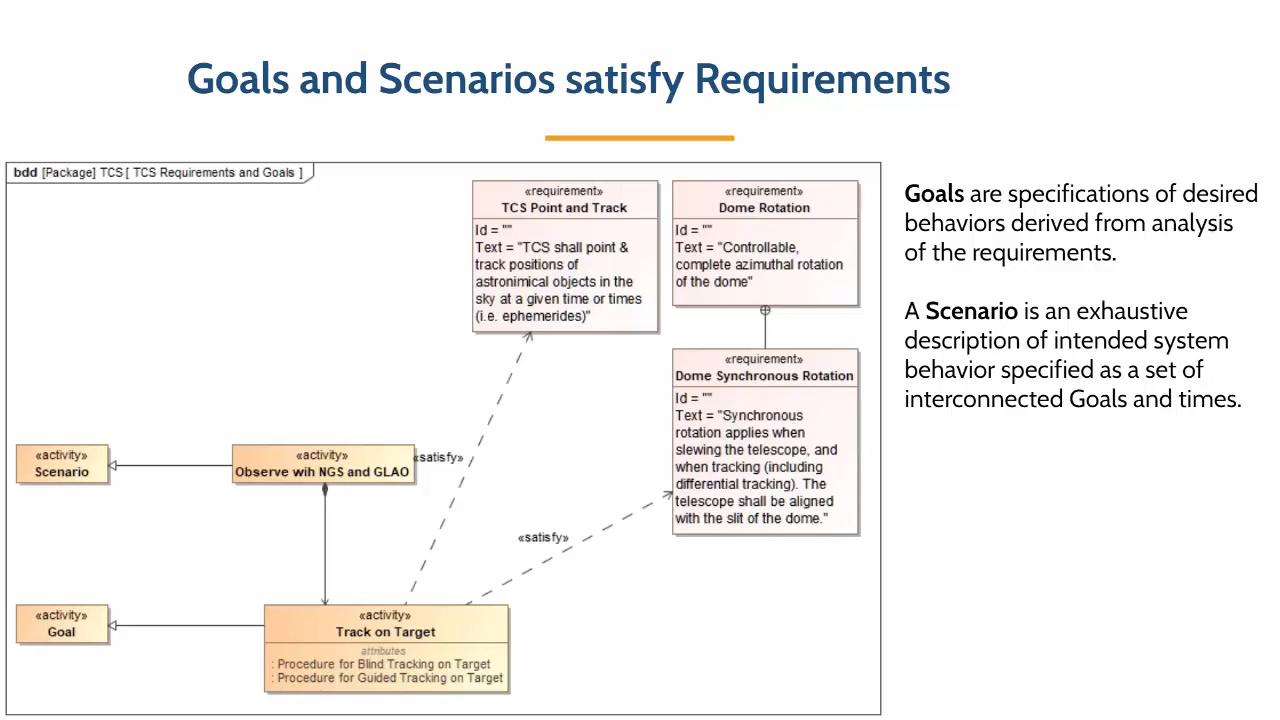 Goals and Scenarios satisfy Requirements
bdd [Package] TCS [ TCS Requirements and Goals ]
«requirement»
TCS Point and Track
Id = ""
Text = "TCS shall point &
track positions of
astronimical objects in the
sky at a given time or times
(i.e. ephemerides)"
«requirement»
Dome Rotation
Id = ""
Text = "Controllable,
complete azimuthal rotation
of the dome"
«requirement»
Dome Synchronous Rotation
Id = ""
Text = "Synchronous
rotation applies when
slewing the telescope, and
when tracking (including
differential tracking). The
telescope shall be aligned
with the slit of the dome."
«activity»
Scenario
«activity»
Observe wih NGS and GLAO
«satisfy»
«satisfy»
«activity»
Goal
«activity»
Track on Target
attributes
: Procedure for Blind Tracking on Target
: Procedure for Guided Tracking on Target
Goals are specifications of desired
behaviors derived from analysis
of the requirements.
A Scenario is an exhaustive
description of intended system
behavior specified as a set of
interconnected Goals and times.